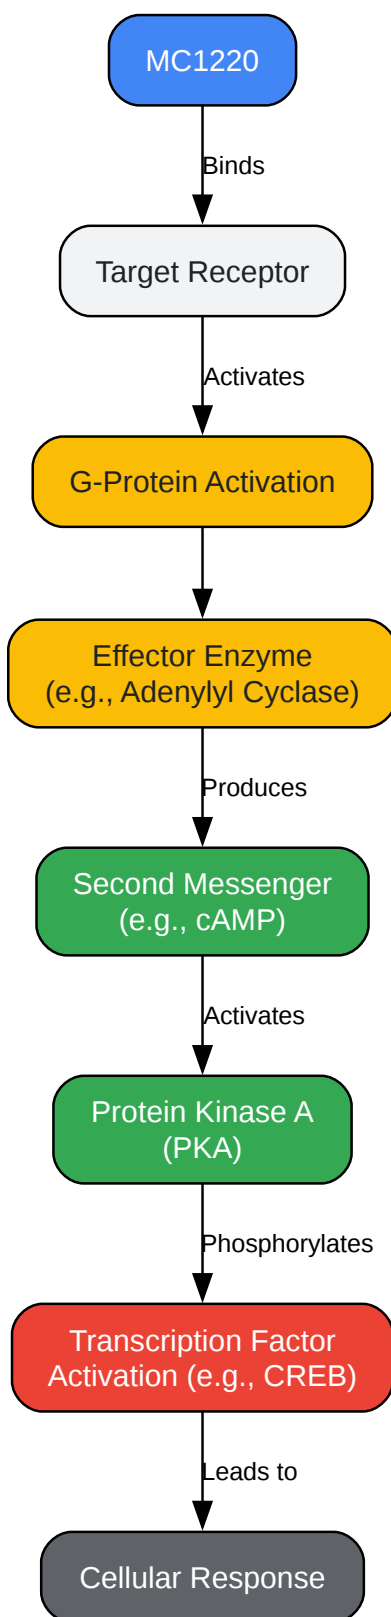 MC1220
Binds
Target Receptor
Activates
G-Protein Activation
Effector Enzyme
(e.g., Adenylyl Cyclase)
Produces
Second Messenger
(e.g., cAMP)
Activates
Protein Kinase A
(PKA)
Phosphorylates
Transcription Factor
Activation (e.g., CREB)
Leads to
Cellular Response